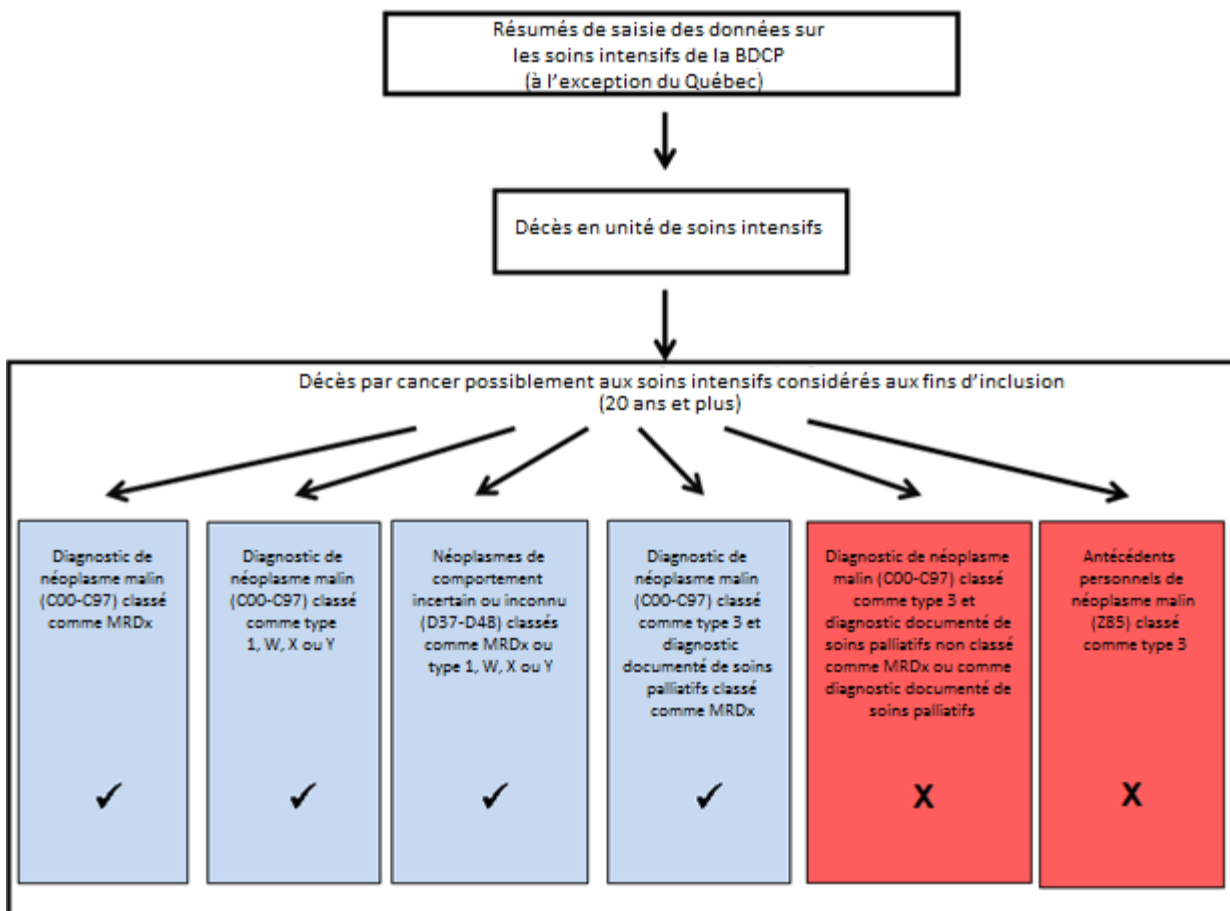 Résumés de saisie des données sur
les soins intensifs de la BDCP
(à l'exception du Québec)
Décès en unité de soins intensifs
Décès par cancer possiblement aux soins intensifs considérés aux fins d'inclusion
(20 ans et plus)
Diagnostic de
néoplasme malin
(C00-C97) classé
comme MRDx
✓
Diagnostic de
néoplasme malin
(C00-C97) classé
comme type
1, W, X ou Y
✓
Néoplasmes de
comportement
incertain ou inconnu
(D37-D48) classés
comme MRDx ou
type 1, W, X ou Y
✓
Diagnostic de
néoplasme malin
(C00-C97) classé
comme type 3 et
diagnostic
documenté de soins
palliatifs classé
comme MRDx
✓
Diagnostic de néoplasme
malin (C00-C97) classé
comme type 3 et
diagnostic documenté de
soins palliatifs non classé
comme MRDx ou comme
diagnostic documenté de
soins palliatifs
X
Antécédents
personnels de
néoplasme malin
(Z85) classé
comme type 3
X